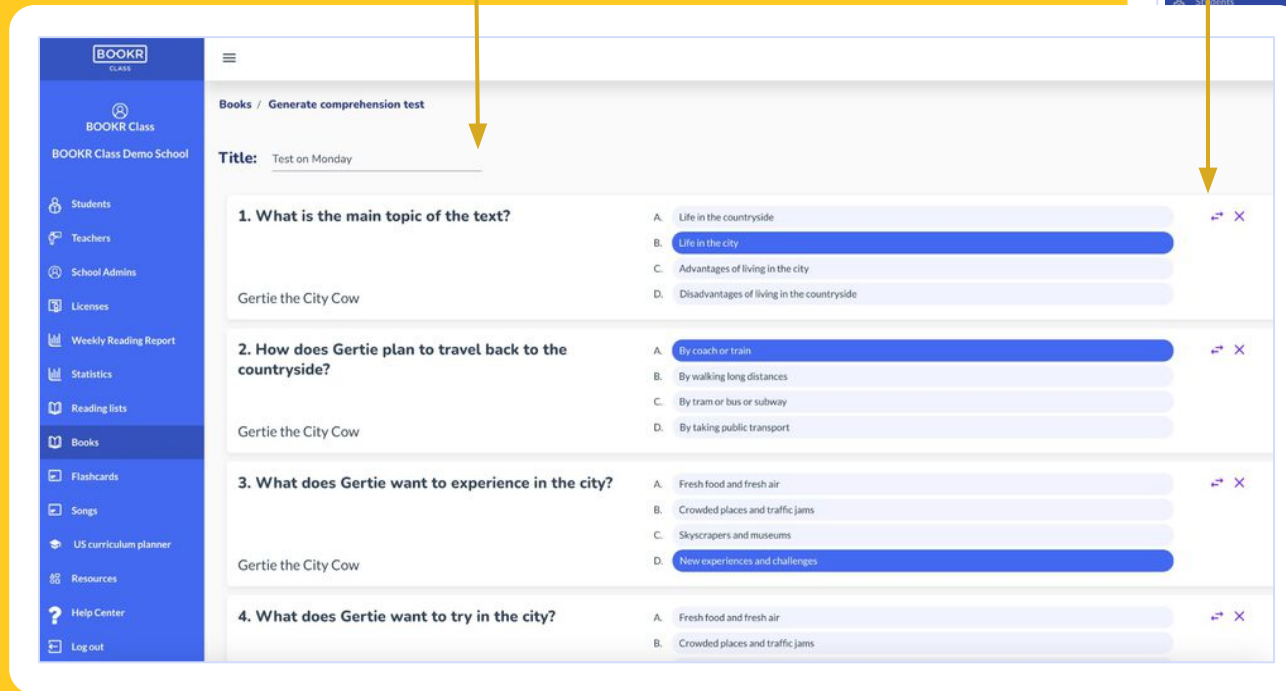 Students
BOOKR
CLASS
BOOKR Class
BOOKR Class Demo School
Students
Teachers
School Admins
Licenses
Weekly Reading Report
Statistics
Reading lists
Books
Flashcards
Songs
US curriculum planner
Resources
Help Center
Log out
Books / Generate comprehension test
Title: Test on Monday
1. What is the main topic of the text?
Gertie the City Cow
A. Life in the countryside
B. Life in the city
C. Advantages of living in the city
D. Disadvantages of living in the countryside
2. How does Gertie plan to travel back to the
countryside?
Gertie the City Cow
A. By coach or train
B. By walking long distances
C. By tram or bus or subway
D. By taking public transport
3. What does Gertie want to experience in the city?
Gertie the City Cow
A. Fresh food and fresh air
B. Crowded places and traffic jams
C. Skyscrapers and museums
D. New experiences and challenges
4. What does Gertie want to try in the city?
A. Fresh food and fresh air
B. Crowded places and traffic jams